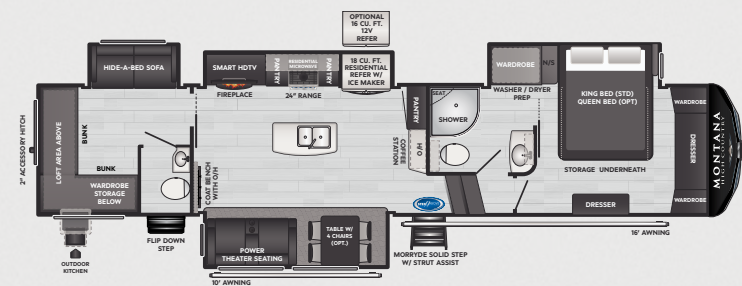 OPTIONAL
16 CU. FT.
12V
REFER
HIDE-A-BED SOFA
SMART HDTV
FIREPLACE
PANTRY
RESIDENTIAL
MICROWAVE
24" RANGE
PANTRY
18 CU. FT.
RESIDENTIAL
REFER W/
ICE MAKER
WARDROBE
N/S
WASHER / DRYER
PREP
KING BED (STD)
QUEEN BED (OPT)
STORAGE UNDERNEATH
WARDROBE
DRESSER
WARDROBE
MONTANA
HIGH COUNTRY
2" ACCESSORY HITCH
LOFT AREA ABOVE
BUNK
BUNK
WARDROBE
STORAGE
BELOW
COAT BENCH
WITH O/H
PANTRY
COFFEE
STATION
H/O
SEAT
SHOWER
DRESSER
OUTDOOR
KITCHEN
FLIP DOWN
STEP
POWER
THEATER SEATING
TABLE W/
4 CHAIRS
(OPT.)
10' AWNING
MORRYDE SOLID STEP
W/ STRUT ASSIST
16' AWNING